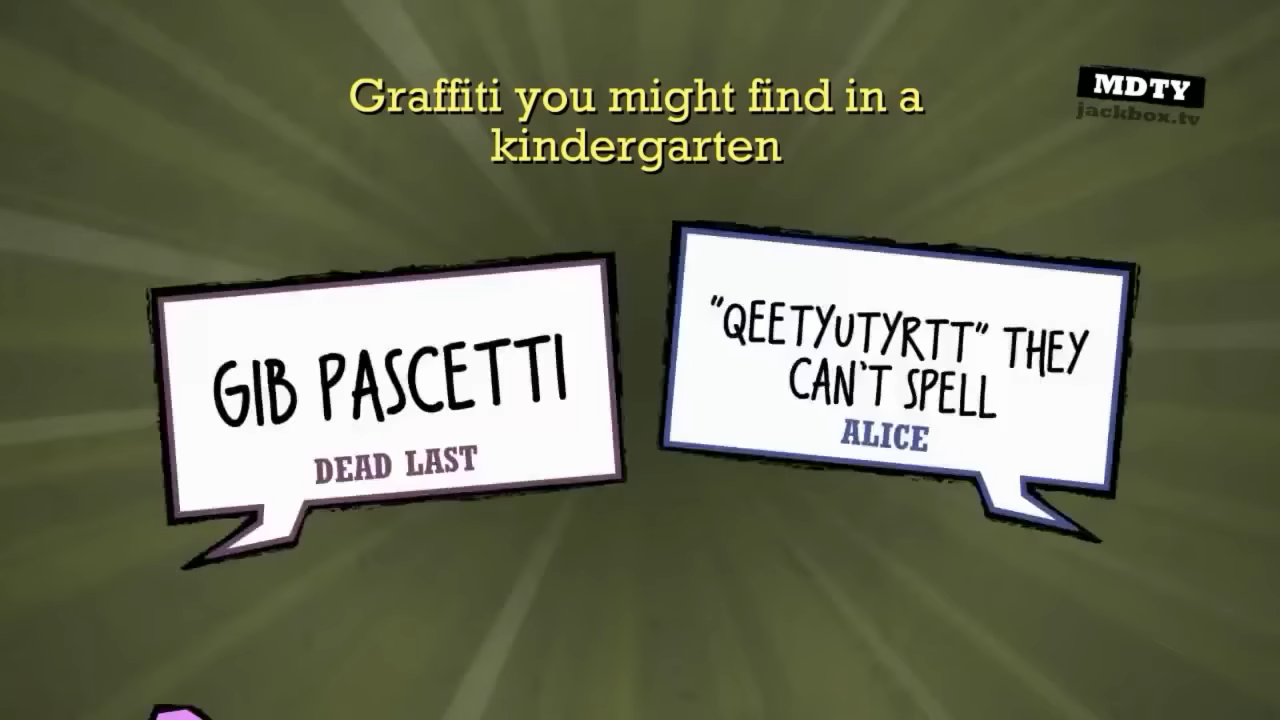 Graffiti you might find in a
kindergarten
MDTY
jackbox.tv
GIB PASCETTI
DEAD LAST
"QEETYUTYRTT" THEY
CAN'T SPELL
ALICE